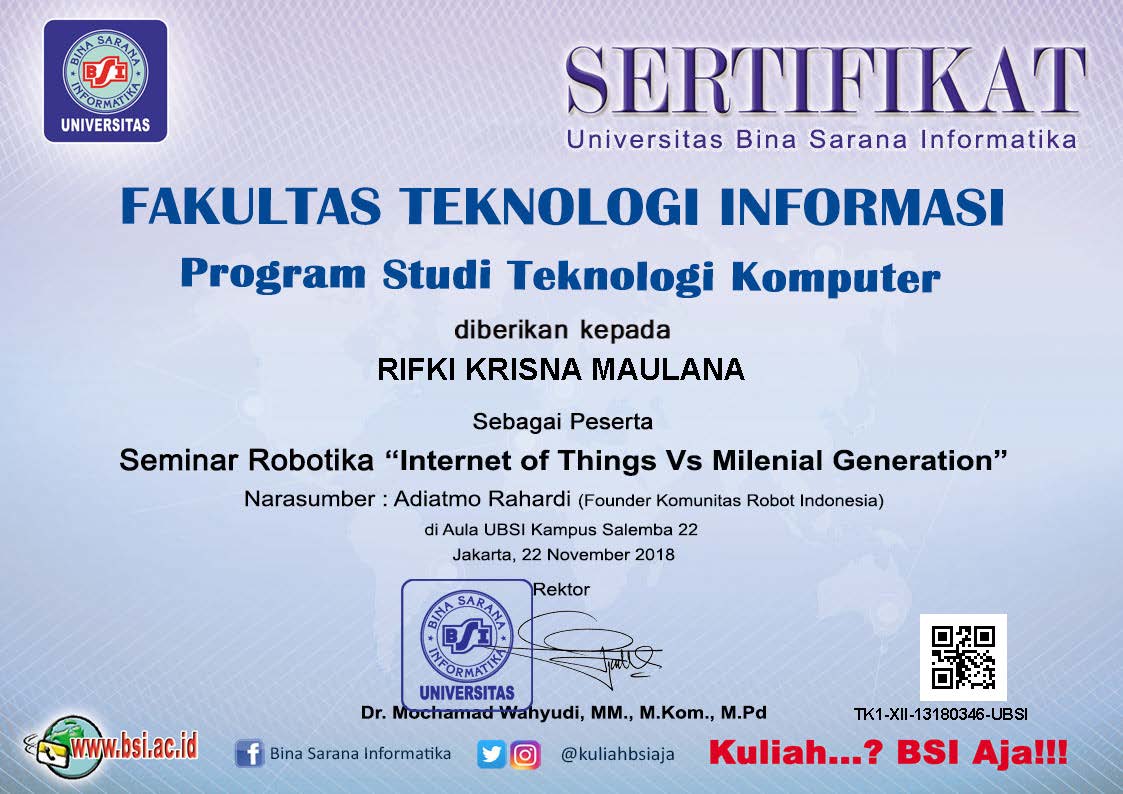 BINA SARANA
BSI
INFORMATIKA
UNIVERSITAS
SERTIFIKAT
Universitas Bina Sarana Informatika
FAKULTAS TEKNOLOGI INFORMASI
Program Studi Teknologi Komputer
diberikan kepada
RIFKI KRISNA MAULANA
Sebagai Peserta
Seminar Robotika “Internet of Things Vs Milenial Generation”
Narasumber : Adiatmo Rahardi (Founder Komunitas Robot Indonesia)
di Aula UBSI Kampus Salemba 22
Jakarta, 22 November 2018
Rektor
BINA SARANA
BSI
INFORMATIKA
UNIVERSITAS
Dr. Mochamad Wahyudi, MM., M.Kom., M.Pd
TK1-XII-13180346-UBSI
www.bsi.ac.id
Bina Sarana Informatika
@kuliahbsiaja
Kuliah...? BSI Aja!!!